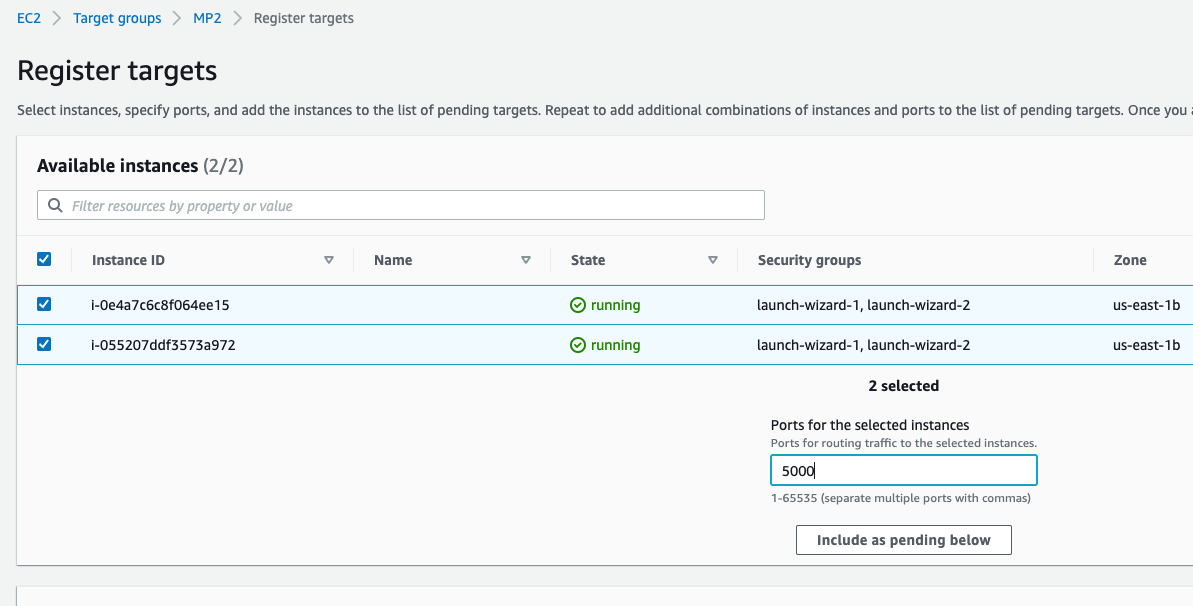 EC2 > Target groups > MP2 > Register targets
Register targets
Select instances, specify ports, and add the instances to the list of pending targets. Repeat to add additional combinations of instances and ports to the list of pending targets. Once you
Available instances (2/2)
Filter resources by property or value
Instance ID Name State Security groups Zone
i-0e4a7c6c8f064ee15 running launch-wizard-1, launch-wizard-2 us-east-1b
i-055207ddf3573a972 running launch-wizard-1, launch-wizard-2 us-east-1b
2 selected
Ports for the selected instances
Ports for routing traffic to the selected instances.
5000
1-65535 (separate multiple ports with commas)
Include as pending below